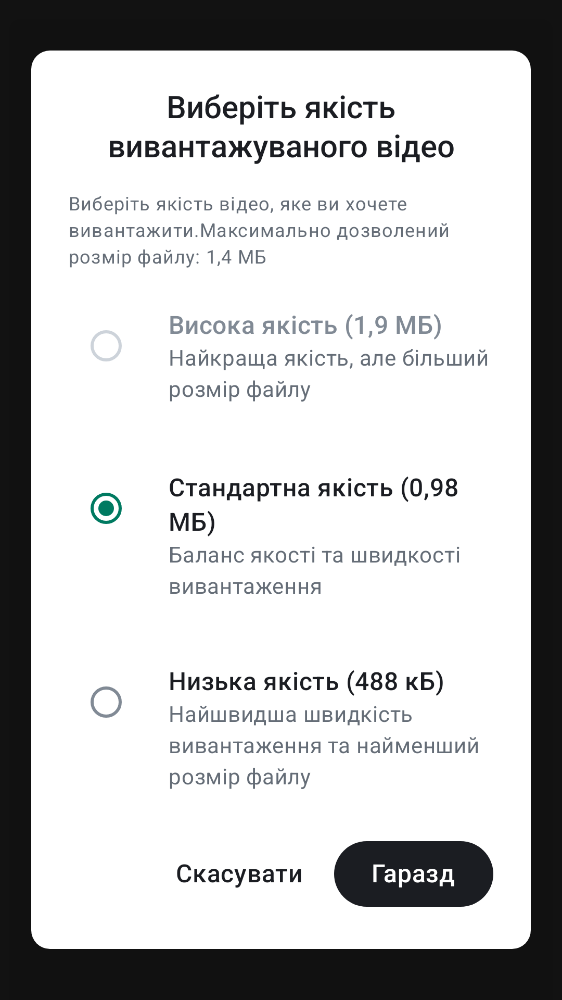 Виберіть якість
вивантажуваного відео
Виберіть якість відео, яке ви хочете
вивантажити.Максимально дозволений
розмір файлу: 1,4 МБ
Висока якість (1,9 МБ)
Найкраща якість, але більший
розмір файлу
Стандартна якість (0,98
МБ)
Баланс якості та швидкості
вивантаження
Низька якість (488 кБ)
Найшвидша швидкість
вивантаження та найменший
розмір файлу
Скасувати
Гаразд